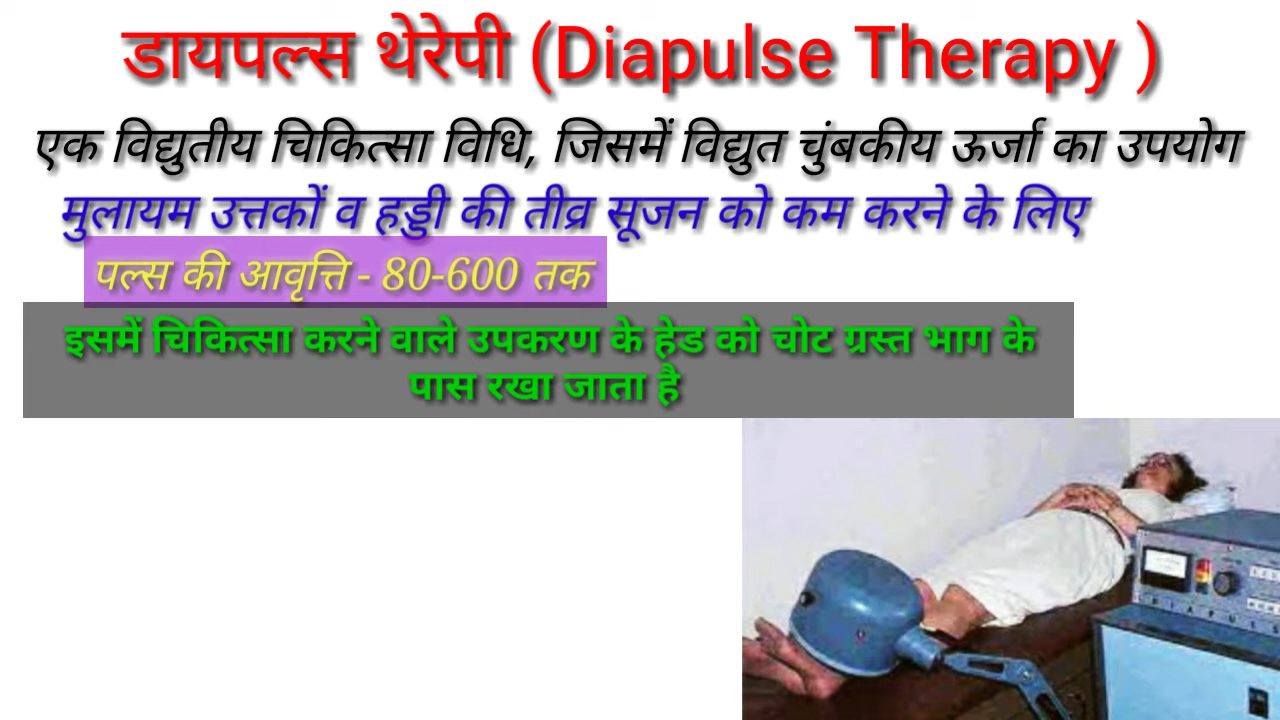 डायपल्स थेरेपी (Diapulse Therapy )
एक विद्युतीय चिकित्सा विधि, जिसमें विद्युत चुंबकीय ऊर्जा का उपयोग
मुलायम उत्तकों व हड्डी की तीव्र सूजन को कम करने के लिए
पल्स की आवृत्ति - 80-600 तक
इसमें चिकित्सा करने वाले उपकरण के हेड को चोट ग्रस्त भाग के
पास रखा जाता है
DIAPULS